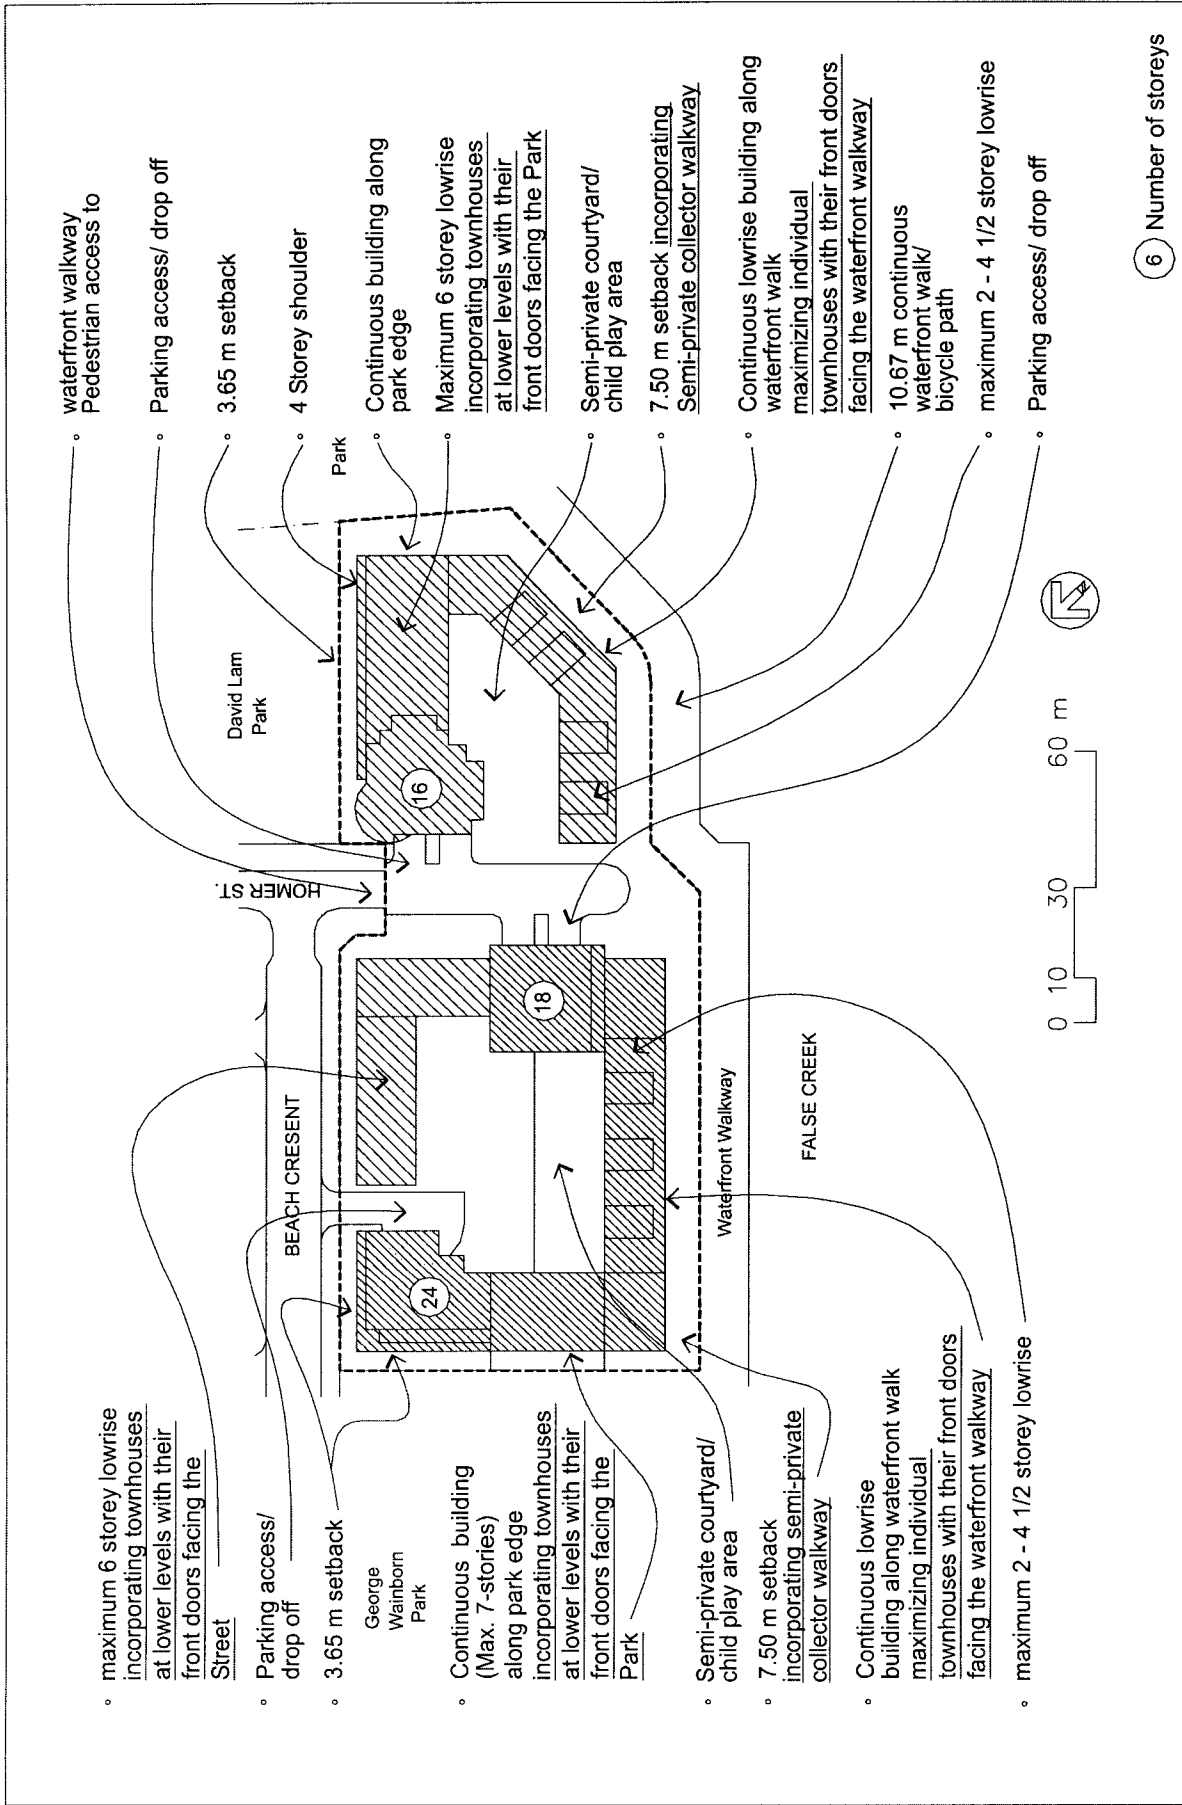 ° maximum 6 storey lowrise
incorporating townhouses
at lower levels with their
front doors facing the
Street
° Parking access/
drop off
° 3.65 m setback
George
Wainborn
Park
° Continuous building
(Max. 7-stories)
along park edge
incorporating townhouses
at lower levels with their
front doors facing the
Park
° Semi-private courtyard/
child play area
° 7.50 m setback
incorporating semi-private
collector walkway
° Continuous lowrise
building along waterfront walk
maximizing individual
townhouses with their front doors
facing the waterfront walkway
° maximum 2 - 4 1/2 storey lowrise
BEACH CRESENT
HOMER ST.
David Lam
Park
Park
24
18
16
Waterfront Walkway
FALSE CREEK
° waterfront walkway
Pedestrian access to
° Parking access/ drop off
° 3.65 m setback
° 4 Storey shoulder
° Continuous building along
park edge
° Maximum 6 storey lowrise
incorporating townhouses
at lower levels with their
front doors facing the Park
° Semi-private courtyard/
child play area
° 7.50 m setback incorporating
Semi-private collector walkway
° Continuous lowrise building along
waterfront walk
maximizing individual
townhouses with their front doors
facing the waterfront walkway
° 10.67 m continuous
waterfront walk/
bicycle path
° maximum 2 - 4 1/2 storey lowrise
° Parking access/ drop off
0 10 30 60 m
N
6 Number of storeys